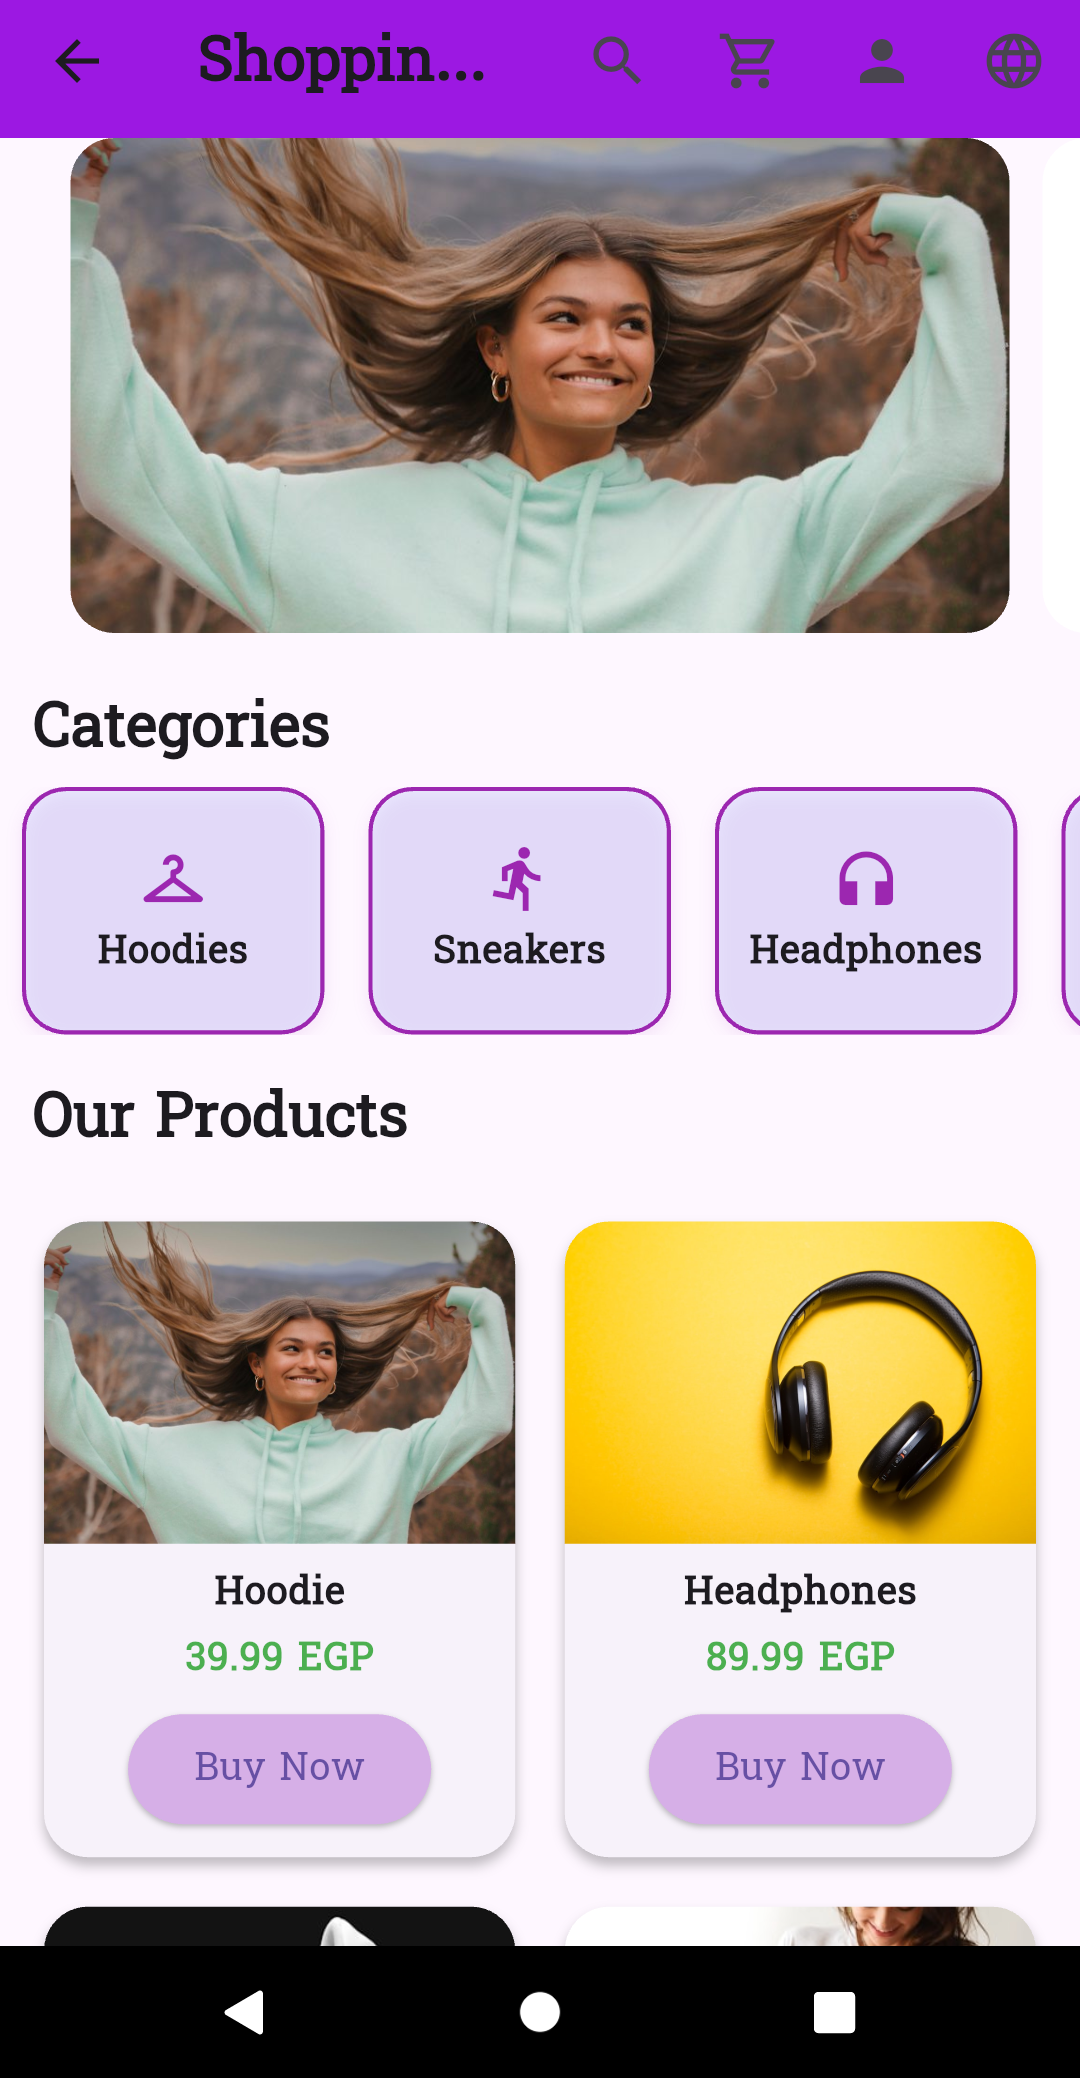 Shoppin...
Categories
Hoodies
Sneakers
Headphones
Our Products
Hoodie
Headphones
39.99 EGP
89.99 EGP
Buy Now
Buy Now